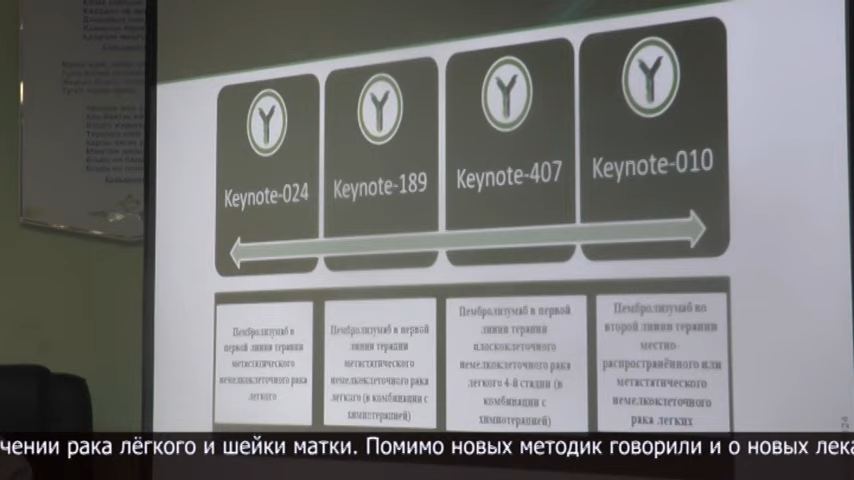 Keynote-024
Keynote-189
Keynote-407
Keynote-010
Пембролизумаб в
первой линии терапии
метастатического
немелкоклеточного рака
легкого
Пембролизумаб в первой
линии терапии
метастатического
немелкоклеточного рака
легкого (в комбинации с
химиотерапией)
Пембролизумаб в первой
линии терапии
плоскоклеточного
немелкоклеточного рака
легкого 4-й стадии (в
комбинации с
химиотерапией)
Пембролизумаб во
второй линии терапии
местно-
распространённого или
метастатического
немелкоклеточного
рака легких
чении рака лёгкого и шейки матки. Помимо новых методик говорили и о новых лека